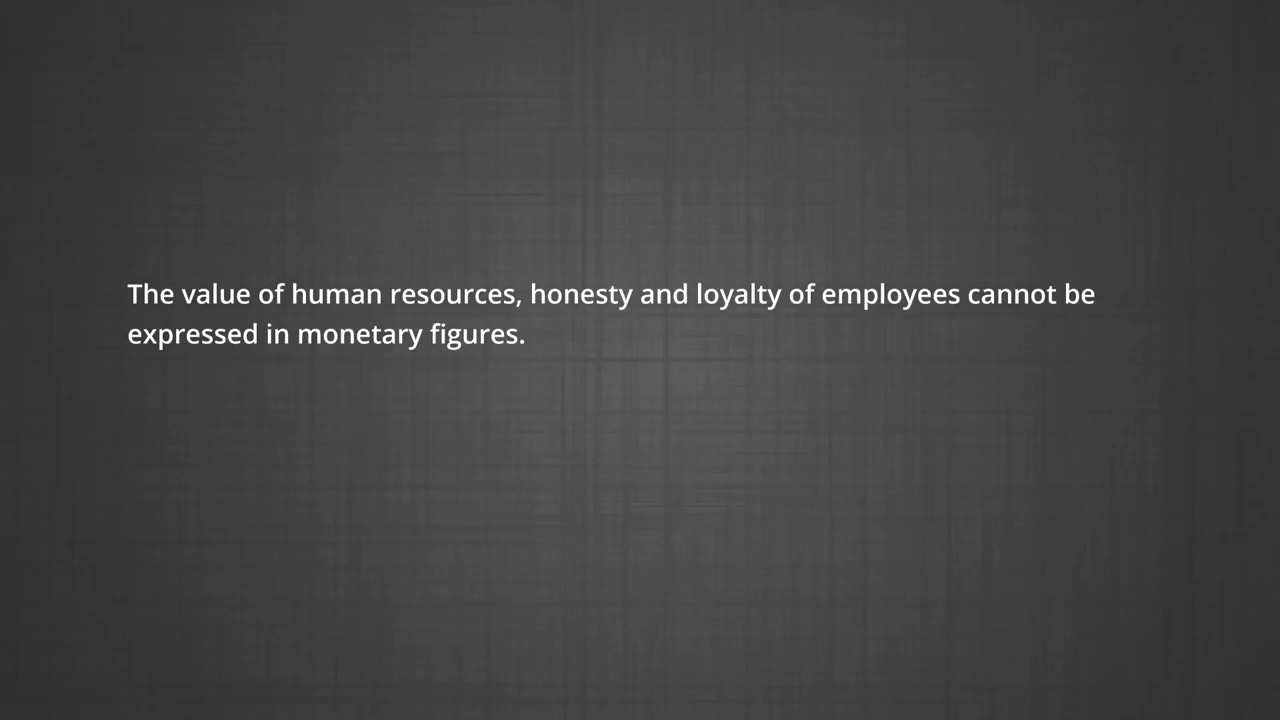 The value of human resources, honesty and loyalty of employees cannot be
expressed in monetary figures.